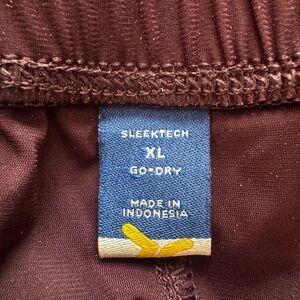 SLEEKTECH
XL
GO-DRY
MADE IN
INDONESIA